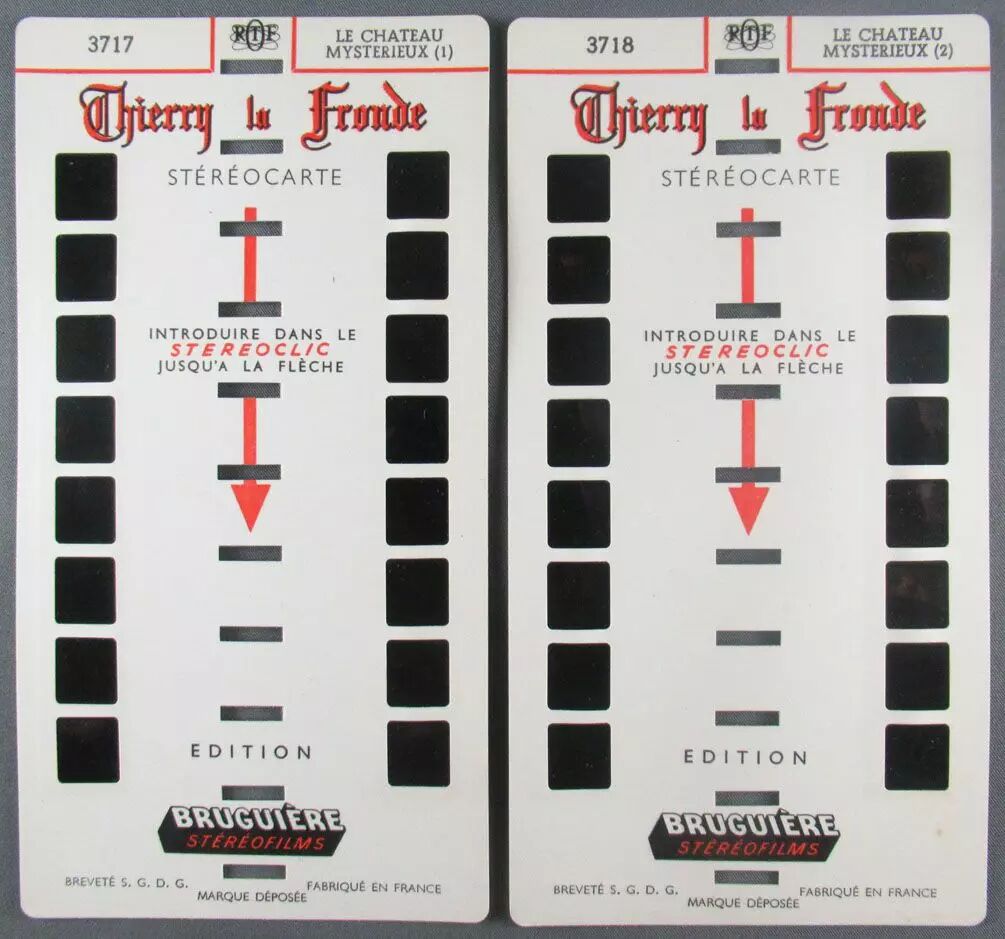 3717
RTF
LE CHATEAU
MYSTERIEUX (1)
Thierry la Fronde
STÉRÉOCARTE
INTRODUIRE DANS LE
STEREOCLIC
JUSQU'A LA FLÈCHE
EDITION
BRUGUIÈRE
STÉRÉOFILMS
BREVETÉ S. G. D. G.
MARQUE DÉPOSÉE
FABRIQUÉ EN FRANCE
3718
RTF
LE CHATEAU
MYSTERIEUX (2)
Thierry la Fronde
STÉRÉOCARTE
INTRODUIRE DANS LE
STEREOCLIC
JUSQU'A LA FLÈCHE
EDITION
BRUGUIÈRE
STÉRÉOFILMS
BREVETÉ S. G. D. G.
MARQUE DÉPOSÉE
FABRIQUÉ EN FRANCE